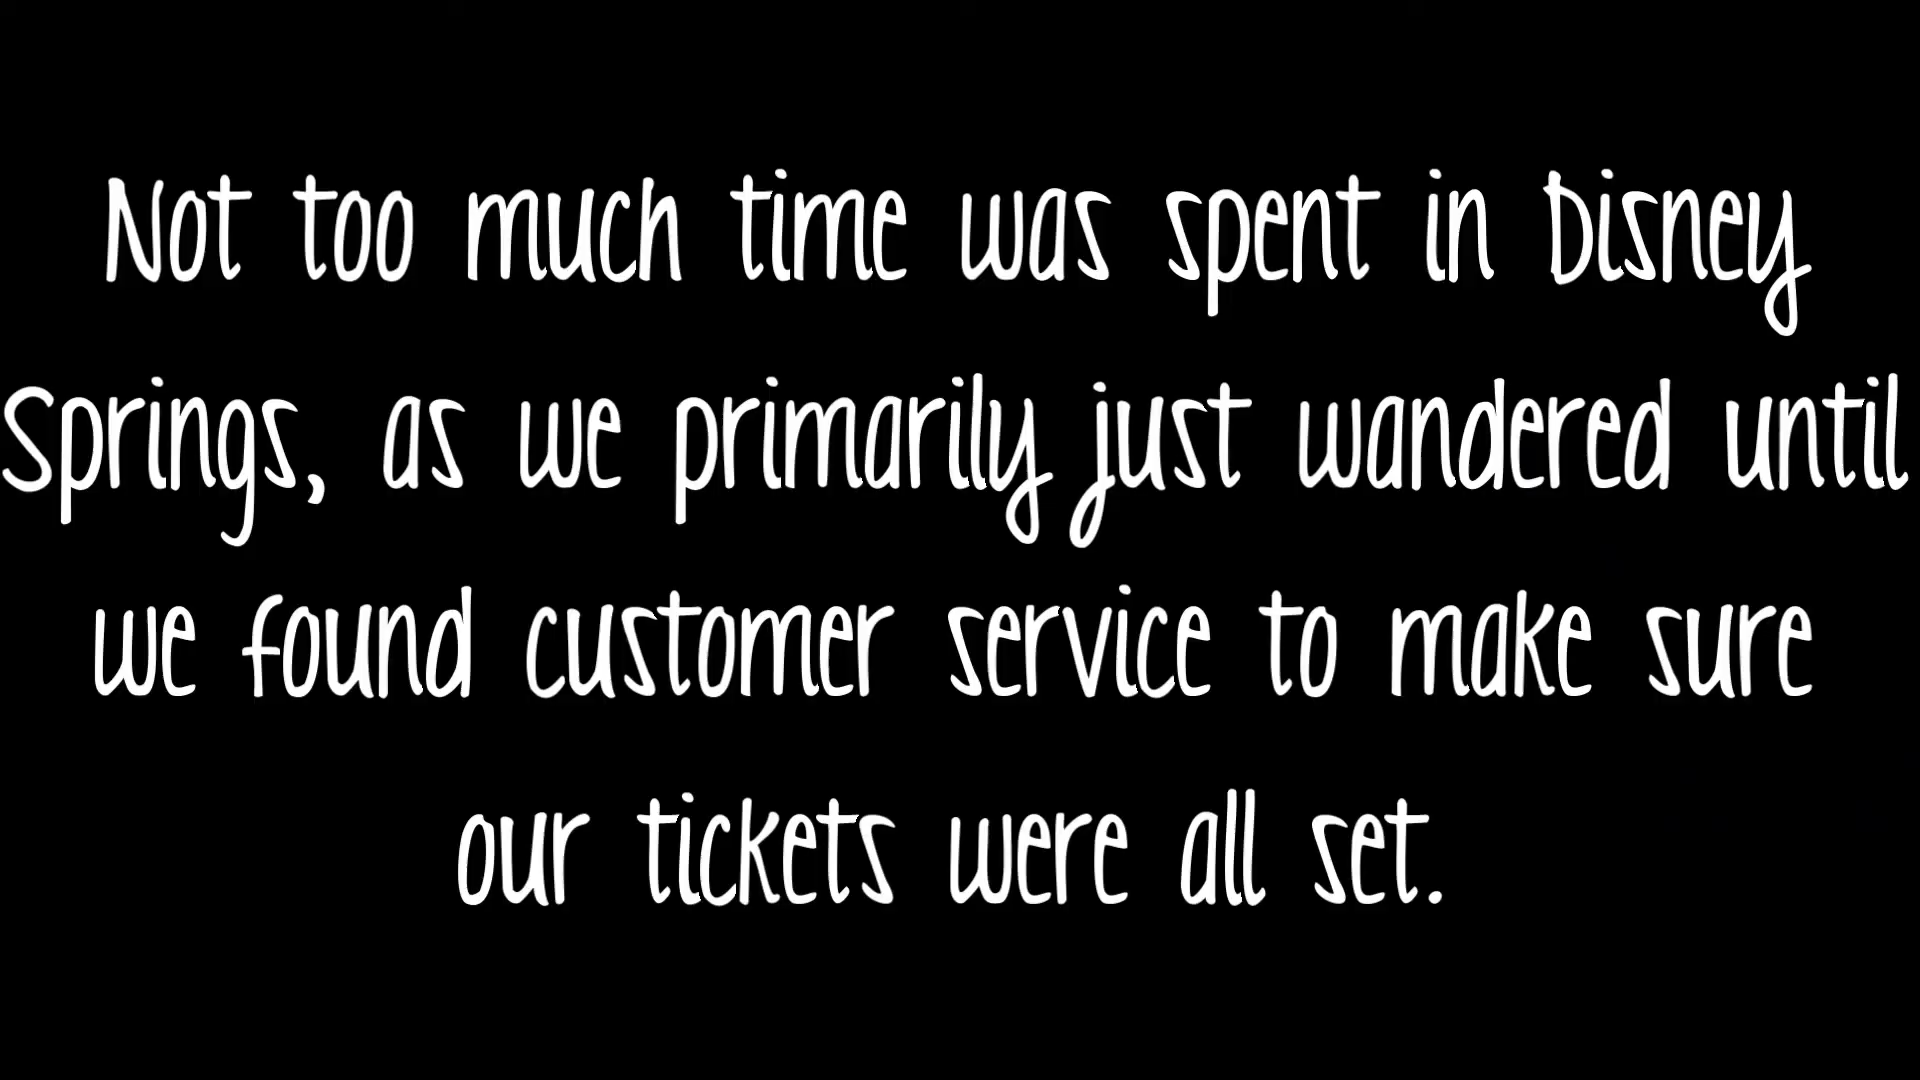 Not too much time was spent in Disney
Springs, as we primarily just wandered until
we found customer service to make sure
our tickets were all set.